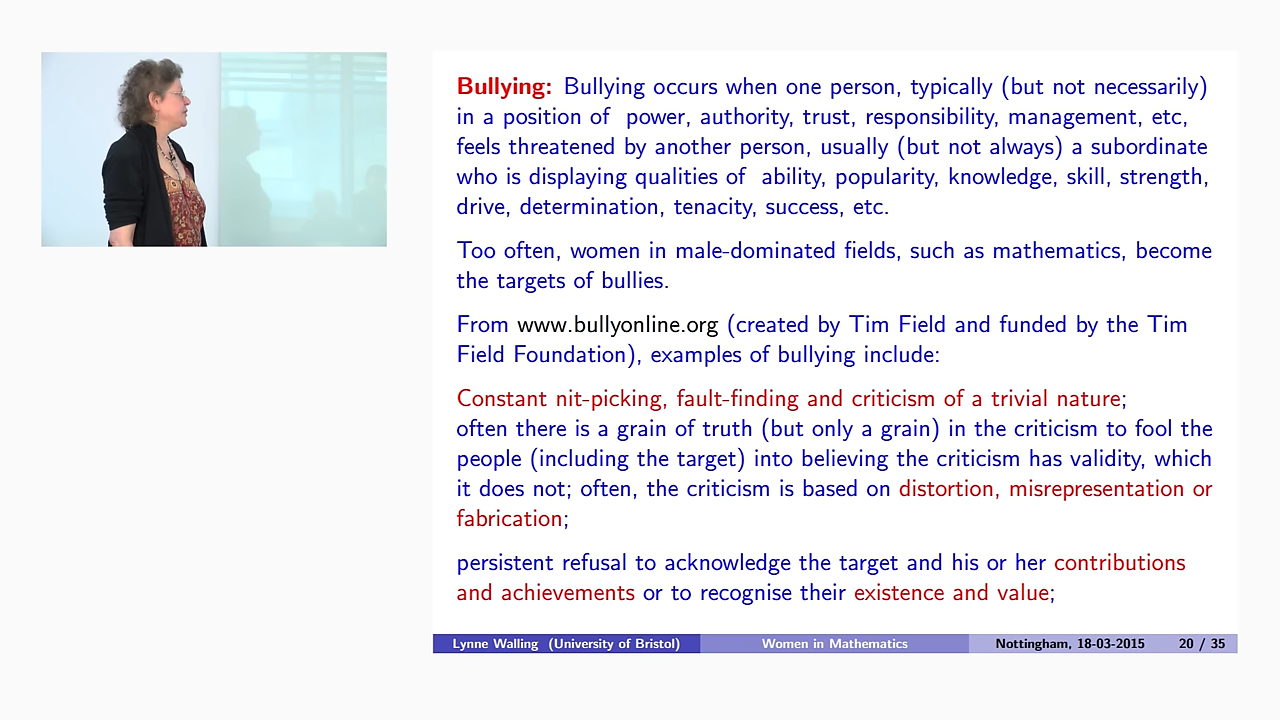 Bullying: Bullying occurs when one person, typically (but not necessarily)
in a position of power, authority, trust, responsibility, management, etc,
feels threatened by another person, usually (but not always) a subordinate
who is displaying qualities of ability, popularity, knowledge, skill, strength,
drive, determination, tenacity, success, etc.
Too often, women in male-dominated fields, such as mathematics, become
the targets of bullies.
From www.bullyonline.org (created by Tim Field and funded by the Tim
Field Foundation), examples of bullying include:
Constant nit-picking, fault-finding and criticism of a trivial nature;
often there is a grain of truth (but only a grain) in the criticism to fool the
people (including the target) into believing the criticism has validity, which
it does not; often, the criticism is based on distortion, misrepresentation or
fabrication;
persistent refusal to acknowledge the target and his or her contributions
and achievements or to recognise their existence and value;
Lynne Walling (University of Bristol) Women in Mathematics Nottingham, 18-03-2015 20 / 35